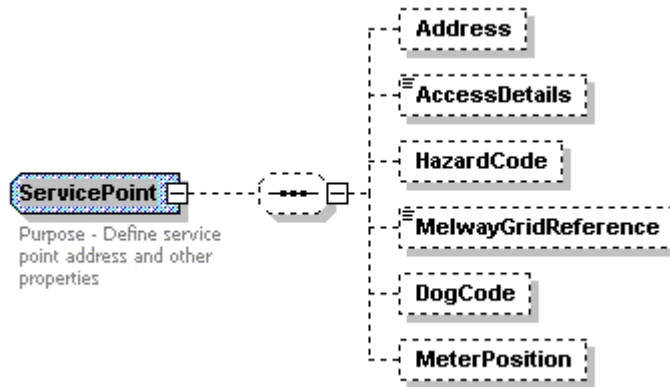 Address
AccessDetails
HazardCode
ServicePoint
Purpose - Define service
point address and other
properties
MelwayGridReference
DogCode
MeterPosition